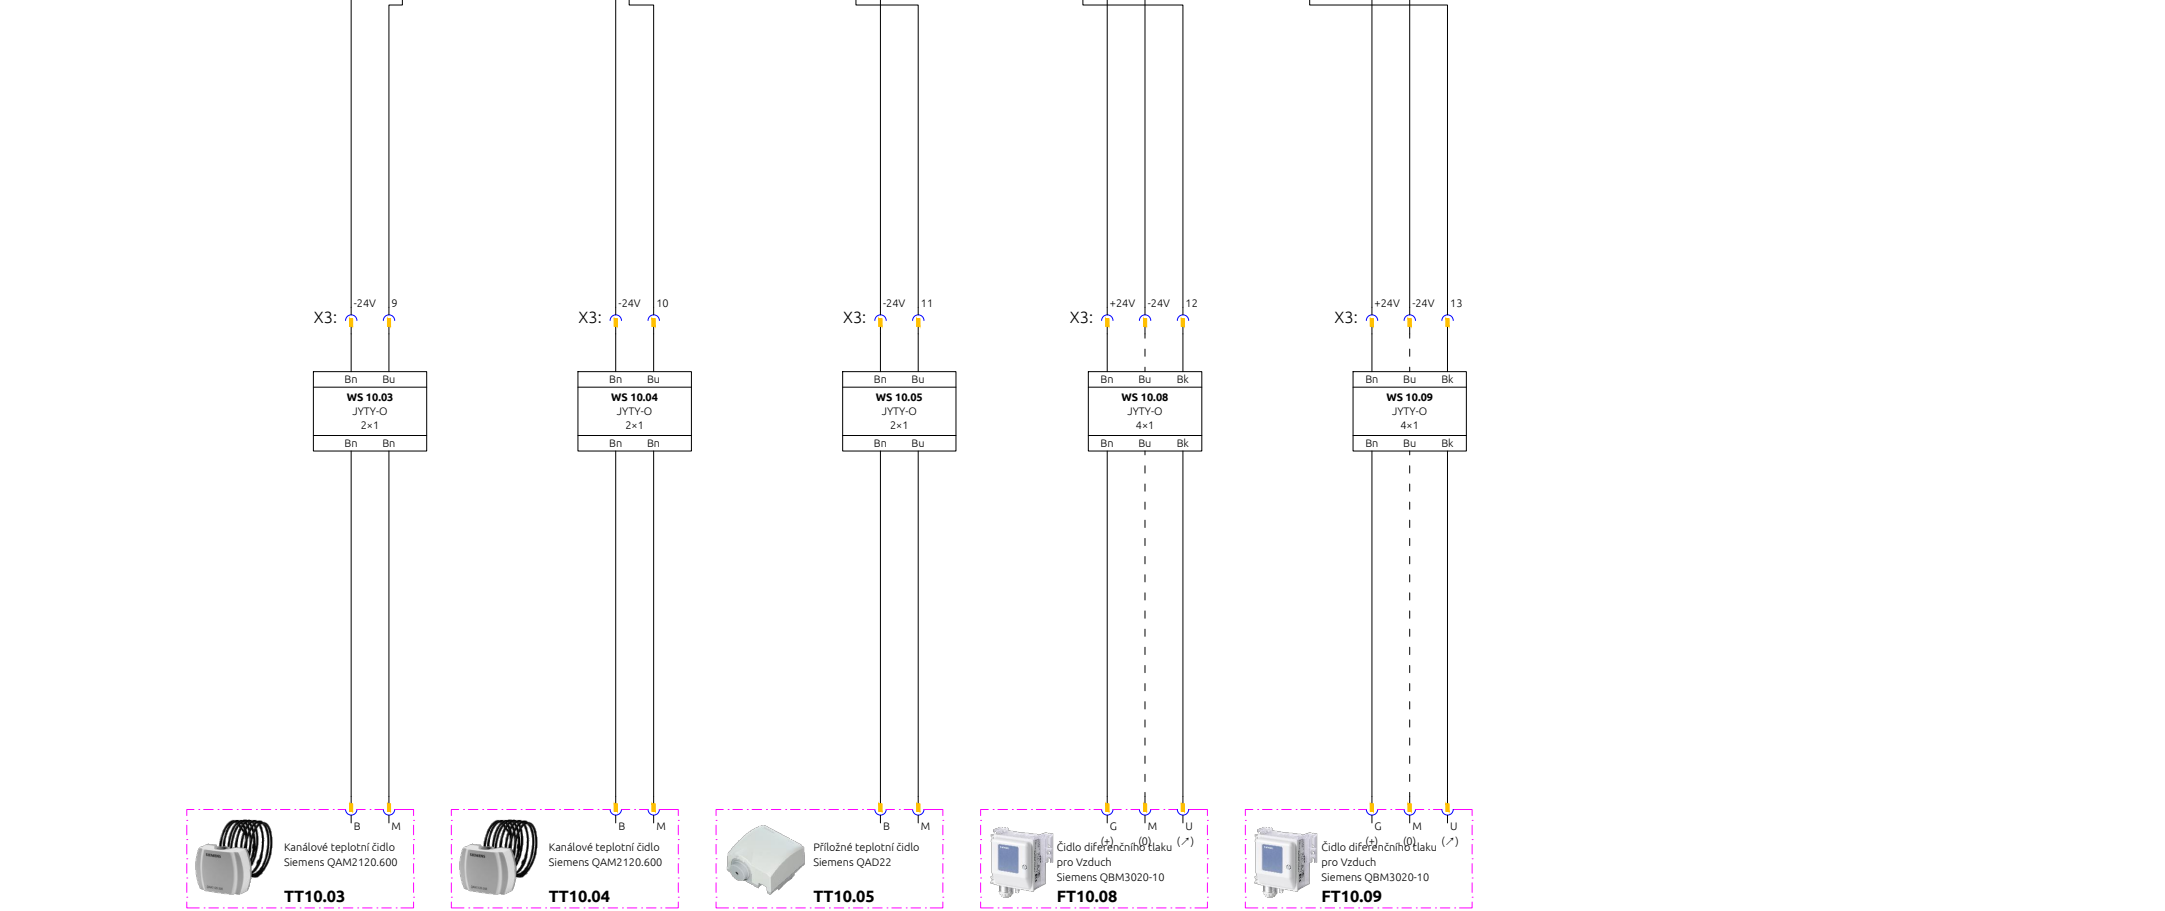 -24V 9 -24V 10 -24V 11 +24V -24V 12 +24V -24V 13
X3: X3: X3: X3: X3:
Bn Bu Bn Bu Bn Bu Bn Bu Bk Bn Bu Bk
WS 10.03 WS 10.04 WS 10.05 WS 10.08 WS 10.09
JYTY-O JYTY-O JYTY-O JYTY-O JYTY-O
2×1 2×1 2×1 4×1 4×1
Bn Bn Bn Bn Bn Bu Bn Bu Bk Bn Bu Bk
B M B M B M G M U G M U
(+) (0) (↗) (+) (0) (↗)
Kanálové teplotní čidlo
Siemens QAM2120.600
TT10.03
Kanálové teplotní čidlo
Siemens QAM2120.600
TT10.04
Příložné teplotní čidlo
Siemens QAD22
TT10.05
Čidlo diferenčního tlaku
pro Vzduch
Siemens QBM3020-10
FT10.08
Čidlo diferenčního tlaku
pro Vzduch
Siemens QBM3020-10
FT10.09